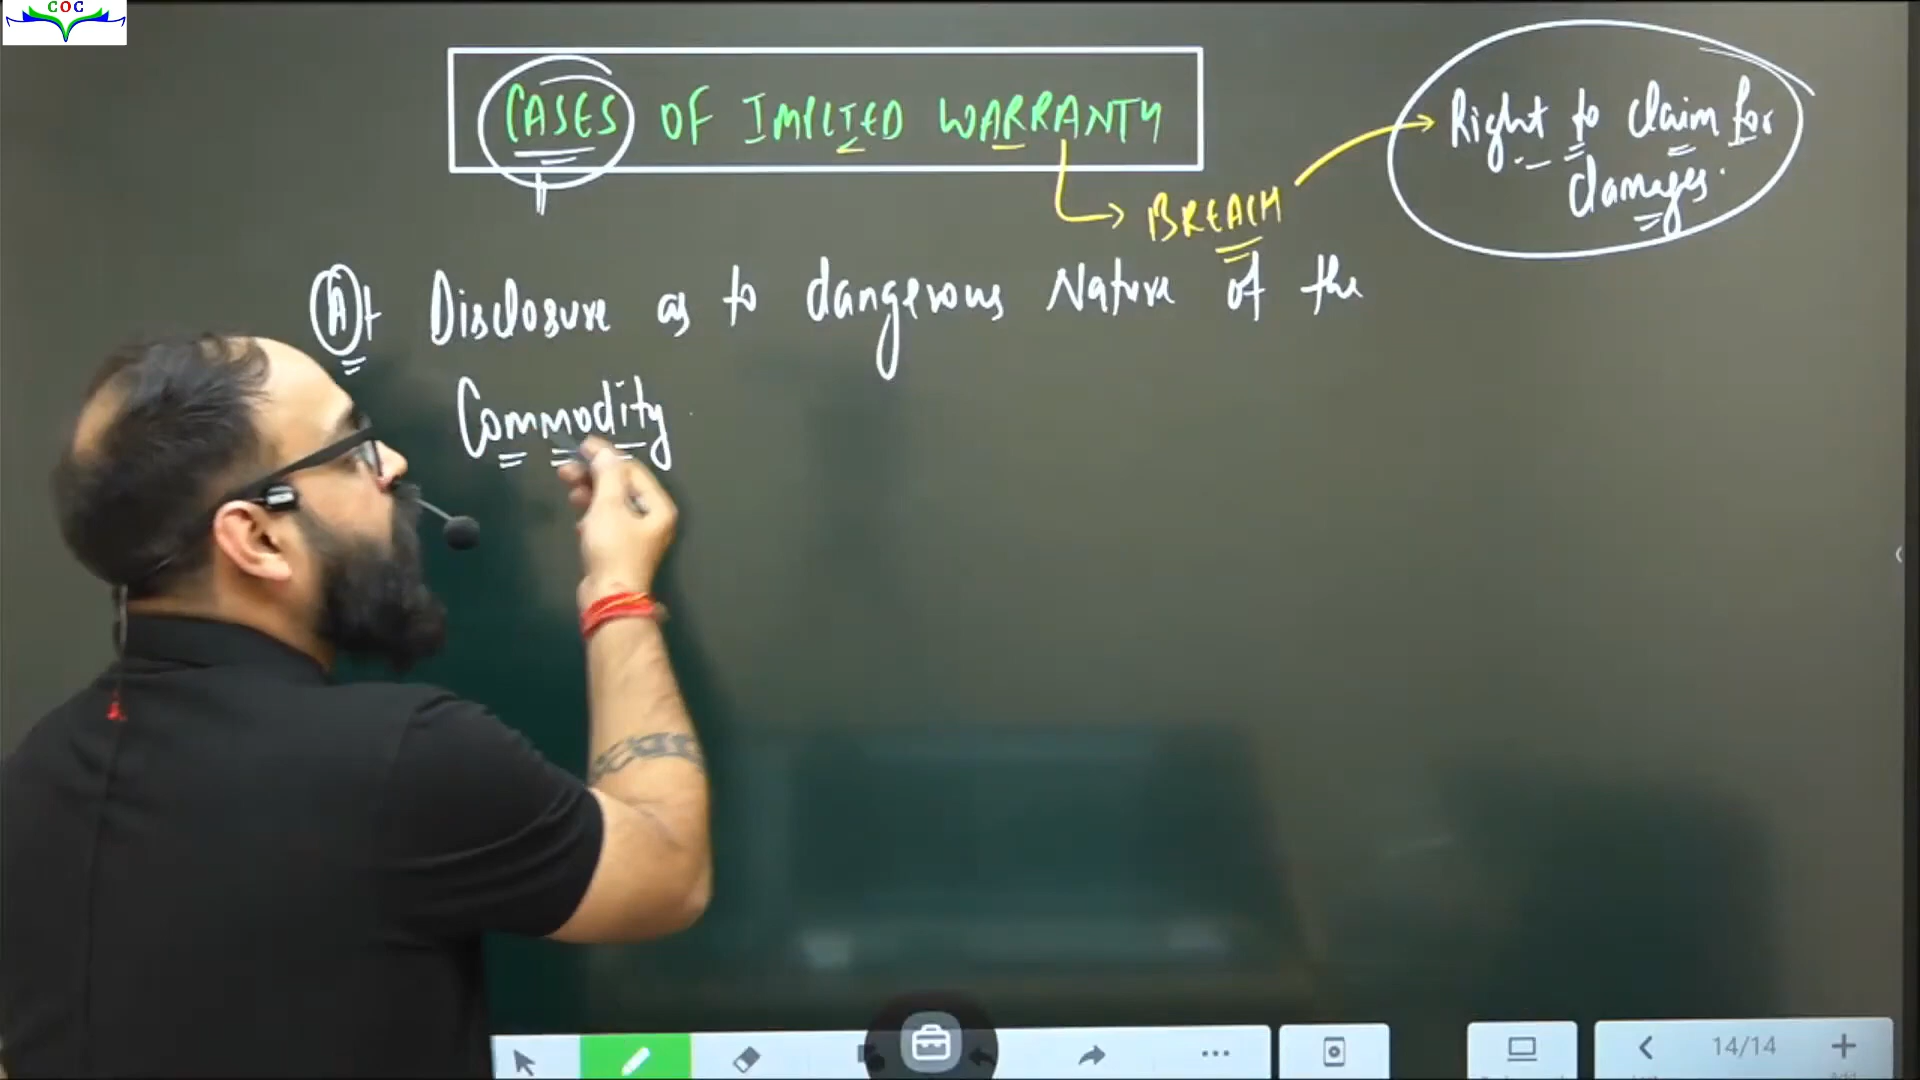 COC
CASES OF IMPLIED WARRANTY
Right to claim for
damages.
BREACH
(A)+ Disclosure as to dangerous Nature of the
Commodity
14/14